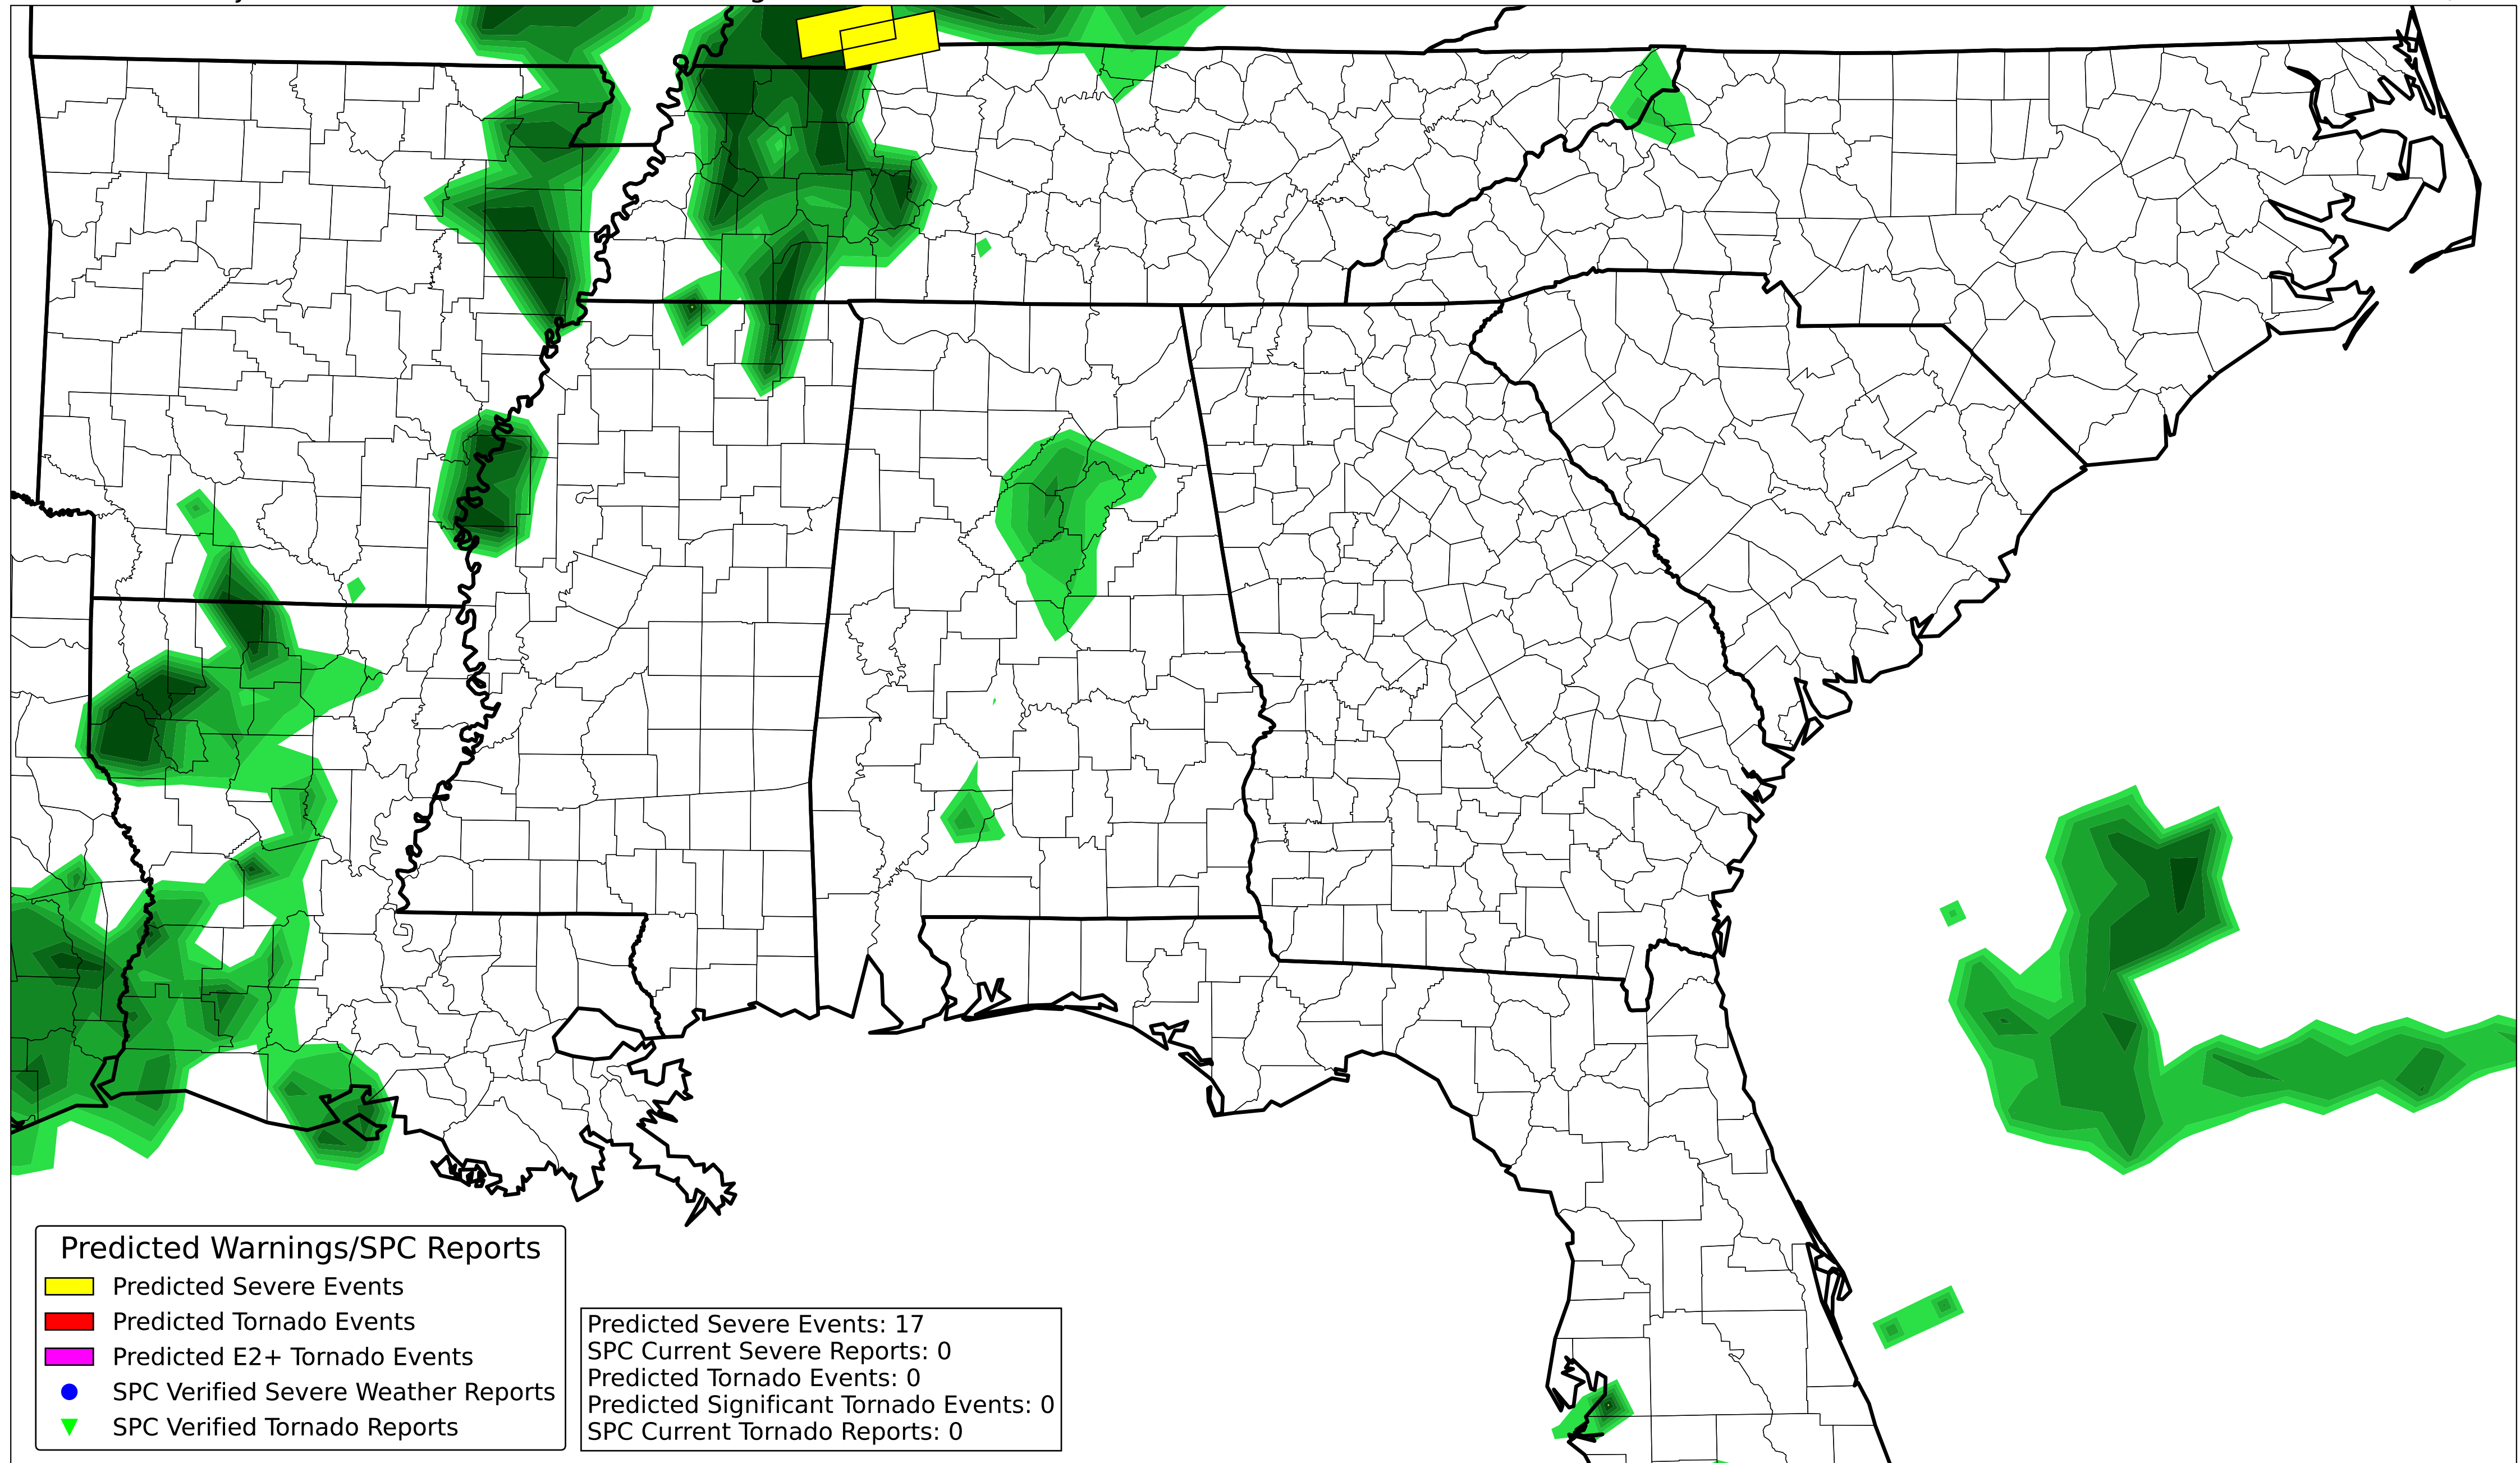 Predicted Warnings/SPC Reports
Predicted Severe Events
Predicted Tornado Events
Predicted E2+ Tornado Events
SPC Verified Severe Weather Reports
SPC Verified Tornado Reports
Predicted Severe Events: 17
SPC Current Severe Reports: 0
Predicted Tornado Events: 0
Predicted Significant Tornado Events: 0
SPC Current Tornado Reports: 0